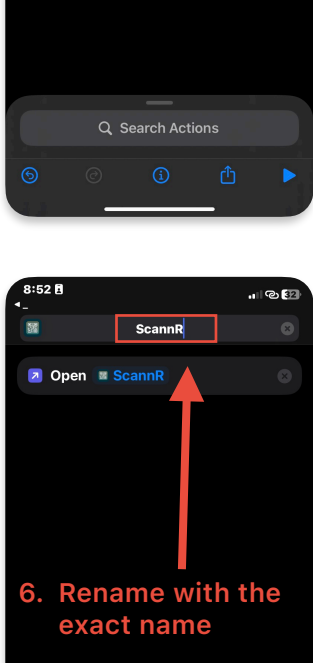 Search Actions
8:52
32
ScannR
Open ScannR
6. Rename with the
exact name